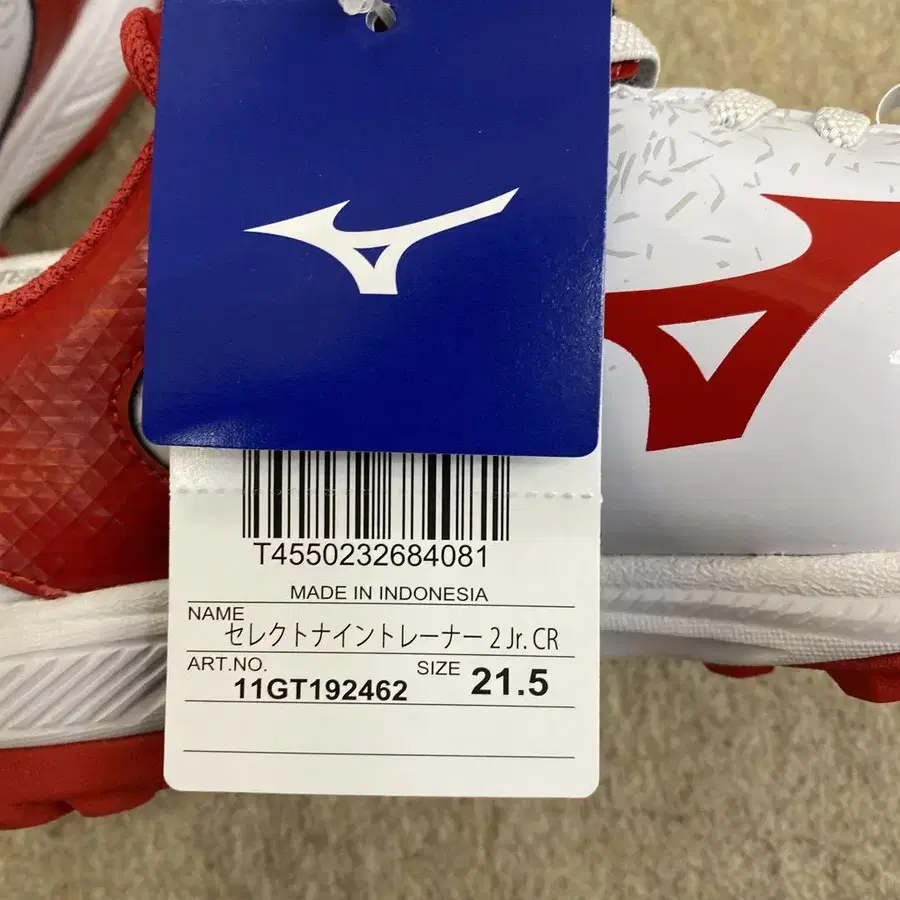 T4550232684081
MADE IN INDONESIA
NAME
セレクトナイントレーナー 2 Jr. CR
ART.NO.
11GT192462
SIZE
21.5